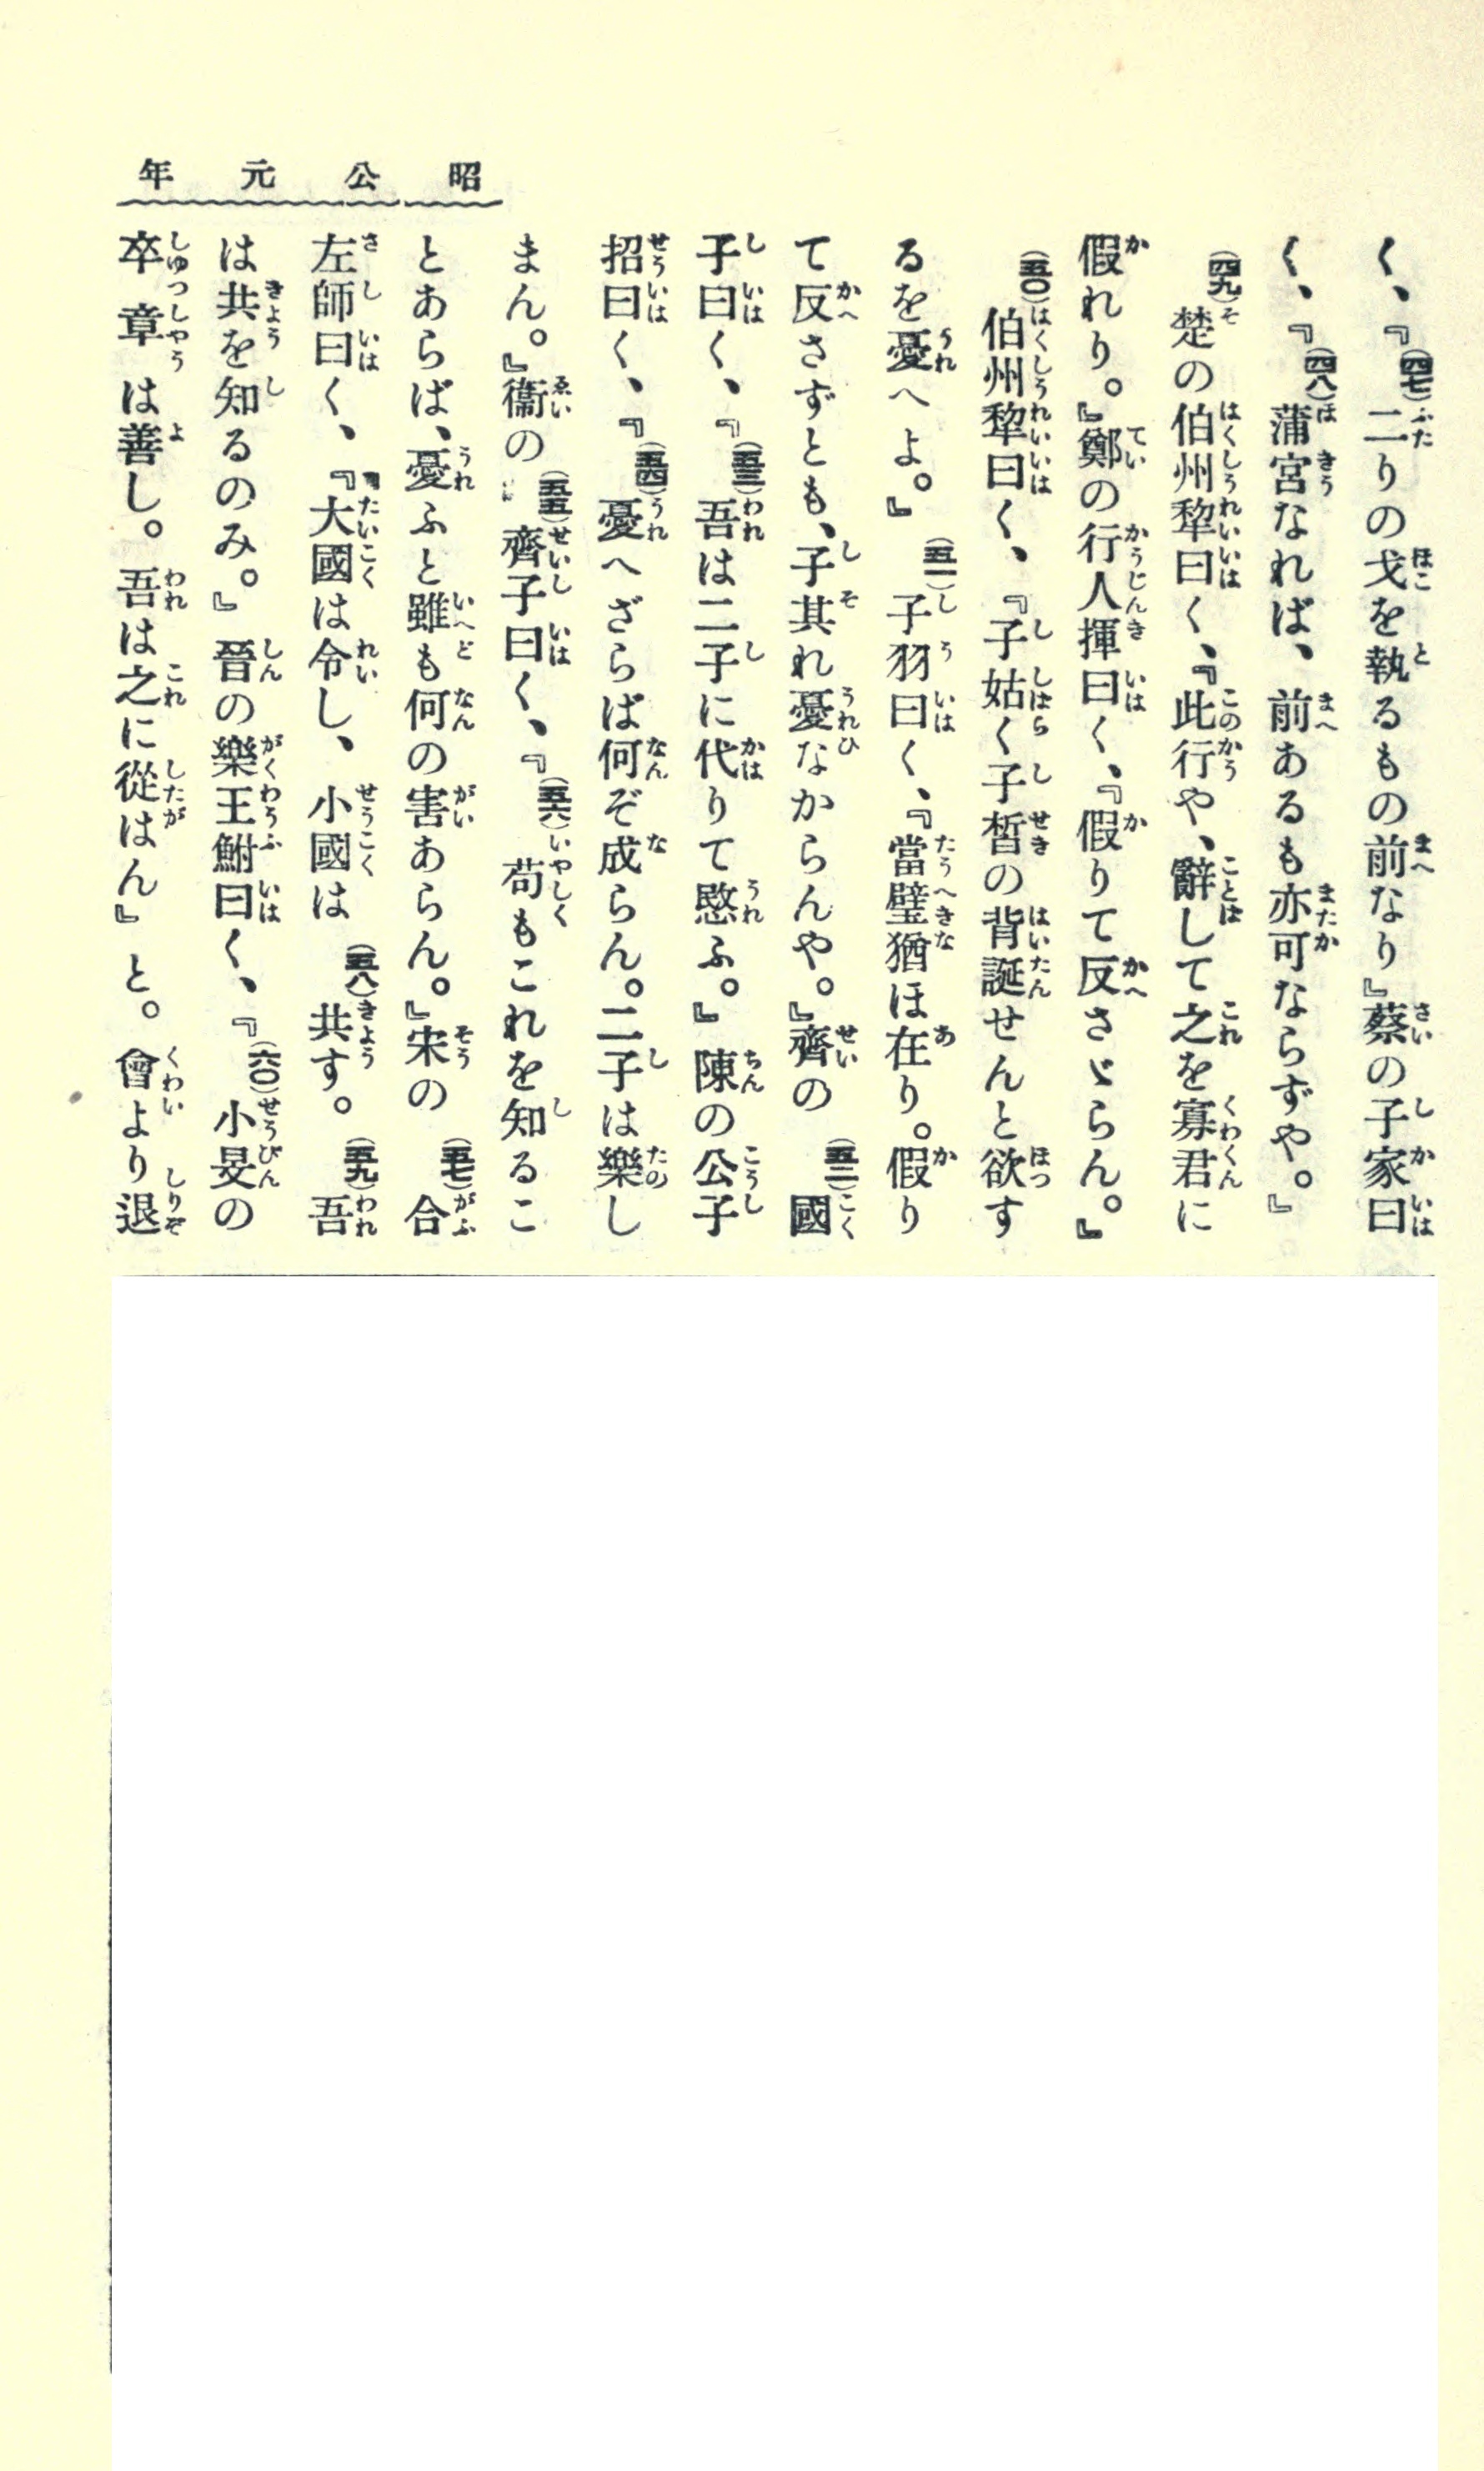 昭公元年
く、『(四七)二りの戈を執るもの前なり』蔡の子家曰
く、『(四八)蒲宮なれば、前あるも亦可ならずや。』
(四九)楚の伯州犂曰く、『此行や、辭して之を寡君に
假れり。』鄭の行人揮曰く、『假りて反さゞらん。』
(五〇)伯州犂曰く、『子姑く子皙の背誕せんと欲す
るを憂へよ。』(五一)子羽曰く、『當璧猶ほ在り。假り
て反さずとも、子其れ憂なからんや。』齊の(五二)國
子曰く、『(五三)吾は二子に代りて愍ふ。』陳の公子
招曰く、『(五四)憂へざらば何ぞ成らん。二子は樂し
まん。』衞の(五五)齊子曰く、『(五六)苟もこれを知るこ
とあらば、憂ふと雖も何の害あらん。』宋の(五七)合
左師曰く、『大國は令し、小國は(五八)共す。(五九)吾
は共を知るのみ。』晉の樂王鮒曰く、『(六〇)小旻の
卒章は善し。吾は之に從はん』と。會より退